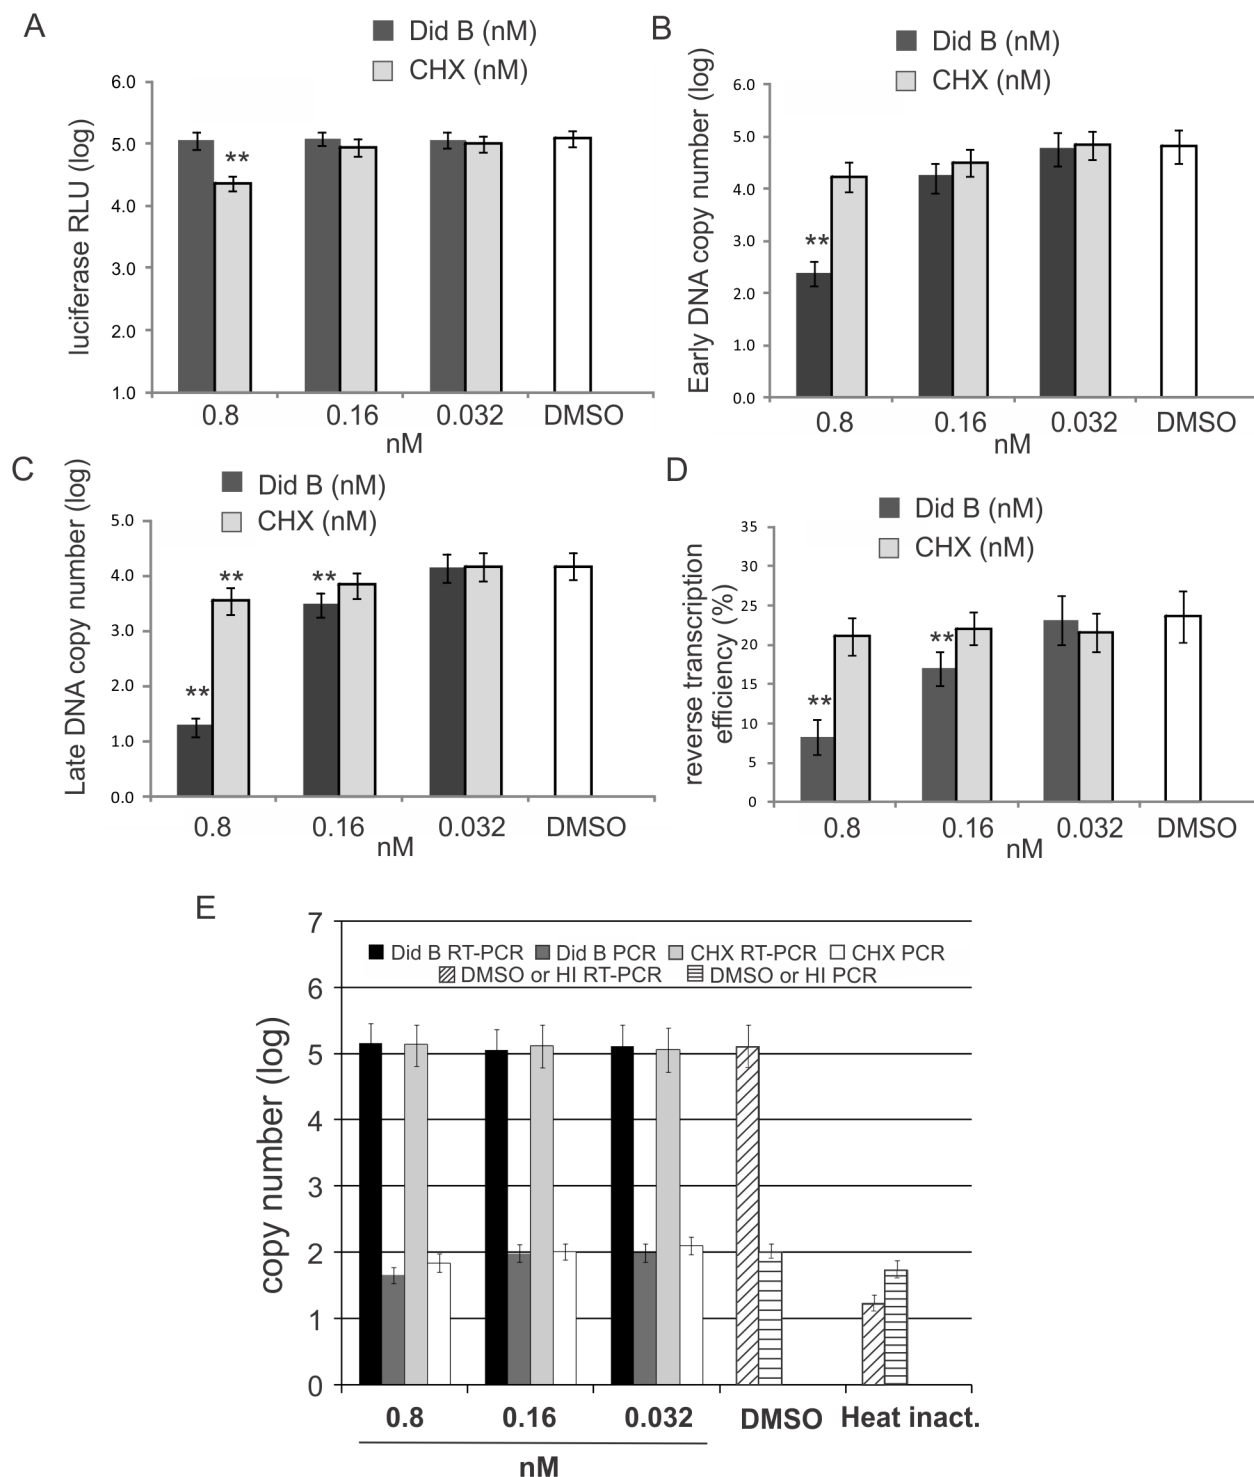 A
Did B (nM)
CHX (nM)
luciferase RLU (log)
6.0
5.0
4.0
3.0
2.0
1.0
**
0.8
0.16
0.032
DMSO
nM
B
Did B (nM)
CHX (nM)
Early DNA copy number (log)
6.0
5.0
4.0
3.0
2.0
1.0
0.0
**
0.8
0.16
0.032
DMSO
nM
C
Did B (nM)
CHX (nM)
Late DNA copy number (log)
5.0
4.0
3.0
2.0
1.0
0.0
**
**
**
0.8
0.16
0.032
DMSO
nM
D
Did B (nM)
CHX (nM)
reverse transcription
efficiency (%)
35
30
25
20
15
10
5
0
**
**
0.8
0.16
0.032
DMSO
nM
E
copy number (log)
7
6
5
4
3
2
1
0
Did B RT-PCR Did B PCR CHX RT-PCR CHX PCR
DMSO or HI RT-PCR DMSO or HI PCR
0.8 0.16 0.032 DMSO Heat inact.
nM